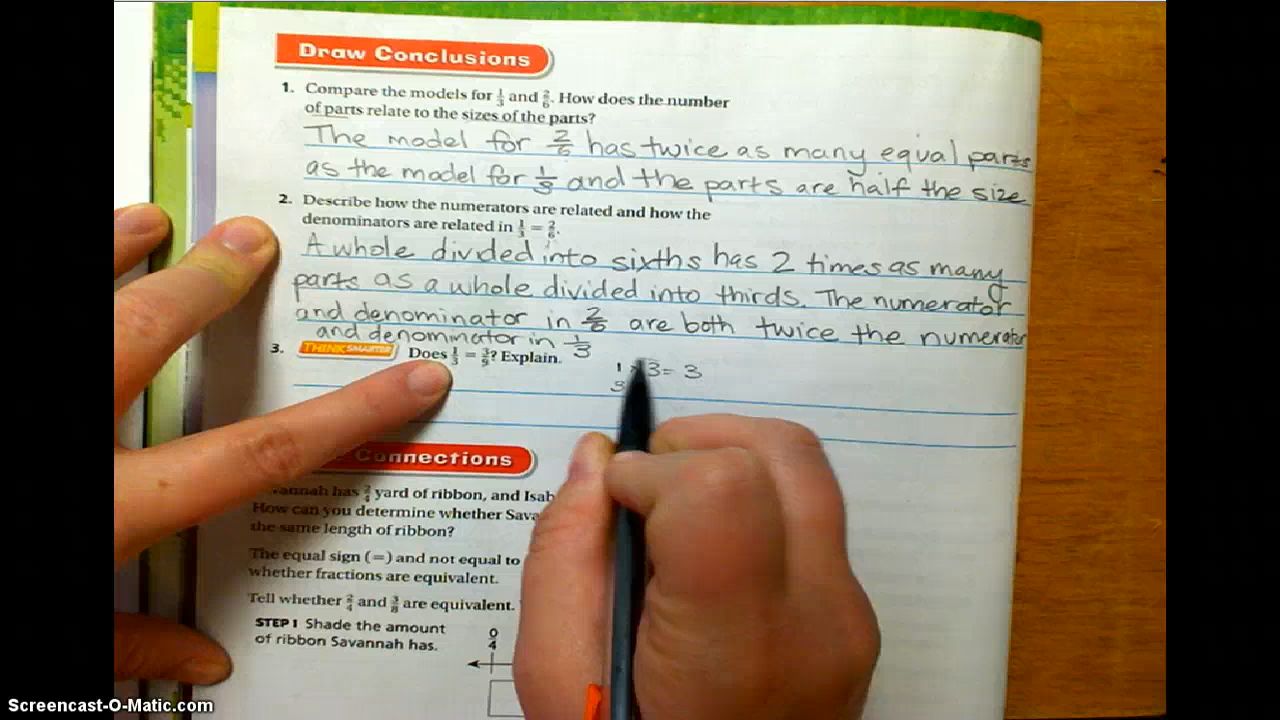 Draw Conclusions
1. Compare the models for 1/3 and 2/6. How does the number
of parts relate to the sizes of the parts?
The model for 2/6 has twice as many equal parts
as the model for 1/3 and the parts are half the size
2. Describe how the numerators are related and how the
denominators are related in 1/3 = 2/6.
A whole divided into sixths has 2 times as many
parts as a whole divided into thirds. The numerator
and denominator in 2/6 are both twice the numerator
and denominator in 1/3
3. THINK SMARTER Does 1/3 = 3/9? Explain.
1 × 3 = 3
3
Connections
has 2/4 yard of ribbon, and Isab
How can you determine whether Sava
the same length of ribbon?
The equal sign (=) and not equal to
whether fractions are equivalent.
Tell whether 2/4 and 3/8 are equivalent.
STEP 1 Shade the amount
of ribbon Savannah has.
0/4
Screencast-O-Matic.com